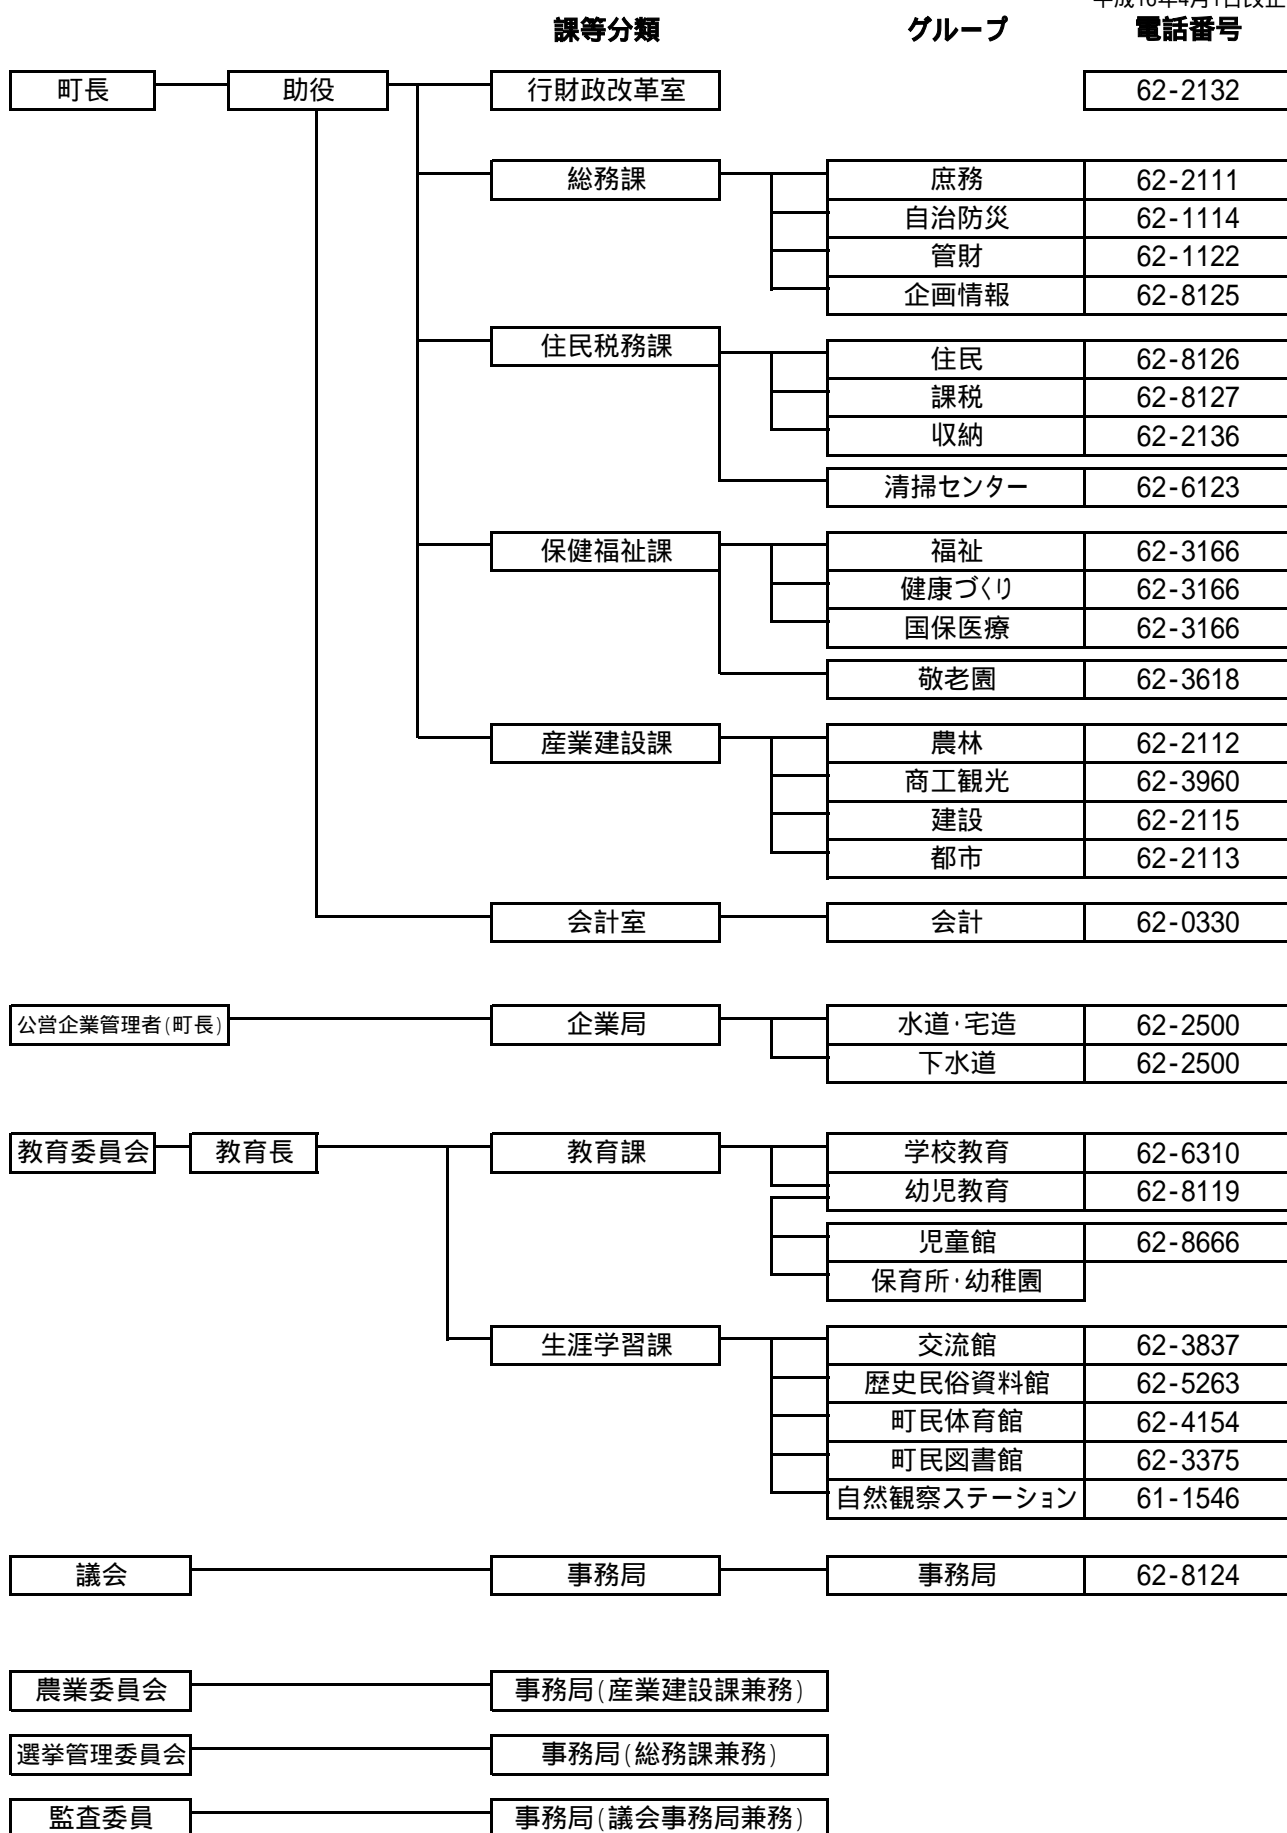 課等分類 グループ 電話番号
町長 助役 行財政改革室 62-2132
総務課 庶務 62-2111
自治防災 62-1114
管財 62-1122
企画情報 62-8125
住民税務課 住民 62-8126
課税 62-8127
収納 62-2136
清掃センター 62-6123
保健福祉課 福祉 62-3166
健康づくり 62-3166
国保医療 62-3166
敬老園 62-3618
産業建設課 農林 62-2112
商工観光 62-3960
建設 62-2115
都市 62-2113
会計室 会計 62-0330
公営企業管理者(町長) 企業局 水道・宅造 62-2500
下水道 62-2500
教育委員会 教育長 教育課 学校教育 62-6310
幼児教育 62-8119
児童館 62-8666
保育所・幼稚園
生涯学習課 交流館 62-3837
歴史民俗資料館 62-5263
町民体育館 62-4154
町民図書館 62-3375
自然観察ステーション 61-1546
議会 事務局 事務局 62-8124
農業委員会 事務局(産業建設課兼務)
選挙管理委員会 事務局(総務課兼務)
監査委員 事務局(議会事務局兼務)